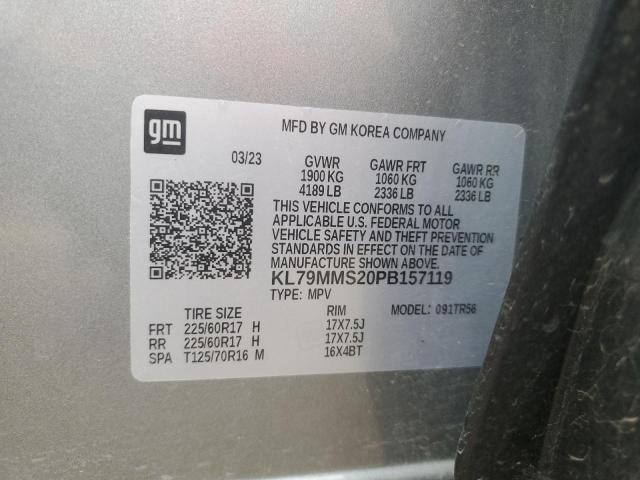 gm
MFD BY GM KOREA COMPANY
03/23 GVWR GAWR FRT GAWR RR
1900 KG 1060 KG 1060 KG
4189 LB 2336 LB 2336 LB
THIS VEHICLE CONFORMS TO ALL
APPLICABLE U.S. FEDERAL MOTOR
VEHICLE SAFETY AND THEFT PREVENTION
STANDARDS IN EFFECT ON THE DATE OF
MANUFACTURE SHOWN ABOVE.
KL79MMS20PB157119
TYPE: MPV MODEL: 091TR56
TIRE SIZE RIM
FRT 225/60R17 H 17X7.5J
RR 225/60R17 H 17X7.5J
SPA T125/70R16 M 16X4BT